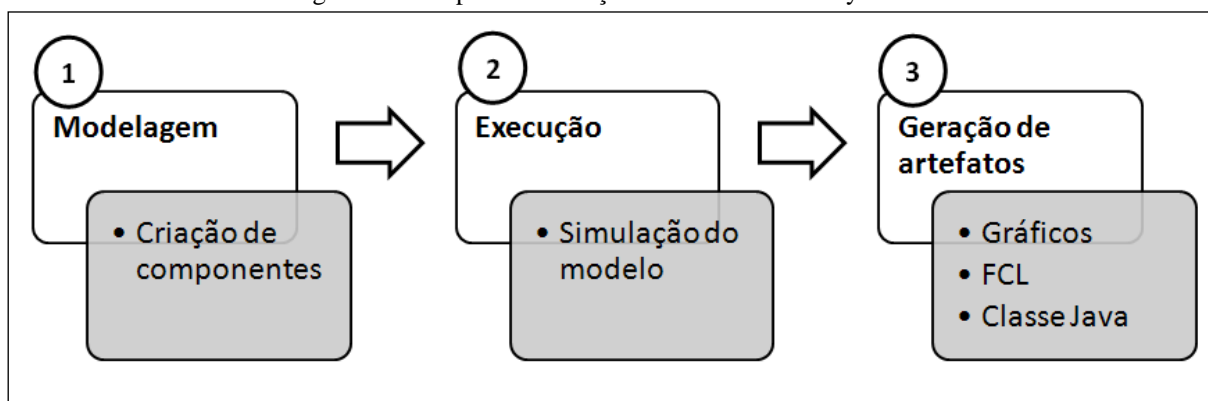 1
Modelagem
• Criação de
componentes
2
Execução
• Simulação do
modelo
3
Geração de
artefatos
• Gráficos
• FCL
• Classe Java